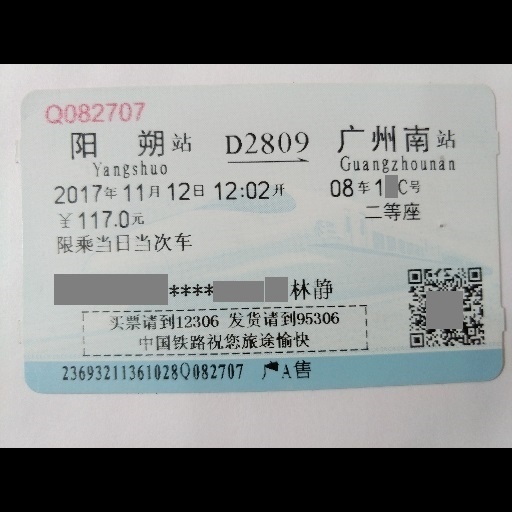 Q082707
阳 朔 站 D2809 广州南 站
Yangshuo Guangzhounan
2017年11月12日12:02开 08车1 C号
￥117.0元 二等座
限乘当日当次车
**** 林静
买票请到12306 发货请到95306
中国铁路祝您旅途愉快
23693211361028Q082707 A售